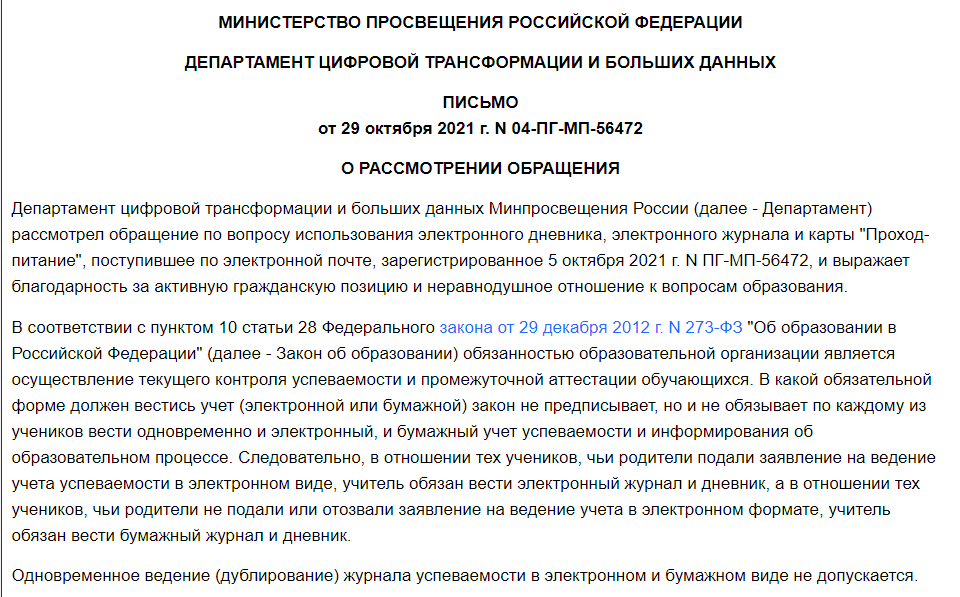 МИНИСТЕРСТВО ПРОСВЕЩЕНИЯ РОССИЙСКОЙ ФЕДЕРАЦИИ
ДЕПАРТАМЕНТ ЦИФРОВОЙ ТРАНСФОРМАЦИИ И БОЛЬШИХ ДАННЫХ
ПИСЬМО
от 29 октября 2021 г. N 04-ПГ-МП-56472
О РАССМОТРЕНИИ ОБРАЩЕНИЯ
Департамент цифровой трансформации и больших данных Минпросвещения России (далее - Департамент)
рассмотрел обращение по вопросу использования электронного дневника, электронного журнала и карты "Проход-
питание", поступившее по электронной почте, зарегистрированное 5 октября 2021 г. N ПГ-МП-56472, и выражает
благодарность за активную гражданскую позицию и неравнодушное отношение к вопросам образования.
В соответствии с пунктом 10 статьи 28 Федерального закона от 29 декабря 2012 г. N 273-ФЗ "Об образовании в
Российской Федерации" (далее - Закон об образовании) обязанностью образовательной организации является
осуществление текущего контроля успеваемости и промежуточной аттестации обучающихся. В какой обязательной
форме должен вестись учет (электронной или бумажной) закон не предписывает, но и не обязывает по каждому из
учеников вести одновременно и электронный, и бумажный учет успеваемости и информирования об
образовательном процессе. Следовательно, в отношении тех учеников, чьи родители подали заявление на ведение
учета успеваемости в электронном виде, учитель обязан вести электронный журнал и дневник, а в отношении тех
учеников, чьи родители не подали или отозвали заявление на ведение учета в электронном формате, учитель
обязан вести бумажный журнал и дневник.
Одновременное ведение (дублирование) журнала успеваемости в электронном и бумажном виде не допускается.